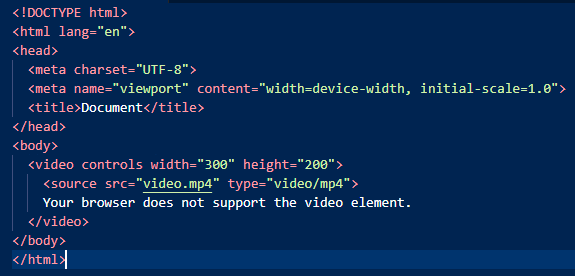 <!DOCTYPE html>
<html lang="en">
<head>
  <meta charset="UTF-8">
  <meta name="viewport" content="width=device-width, initial-scale=1.0">
  <title>Document</title>
</head>
<body>
  <video controls width="300" height="200">
    <source src="video.mp4" type="video/mp4">
    Your browser does not support the video element.
  </video>
</body>
</html>